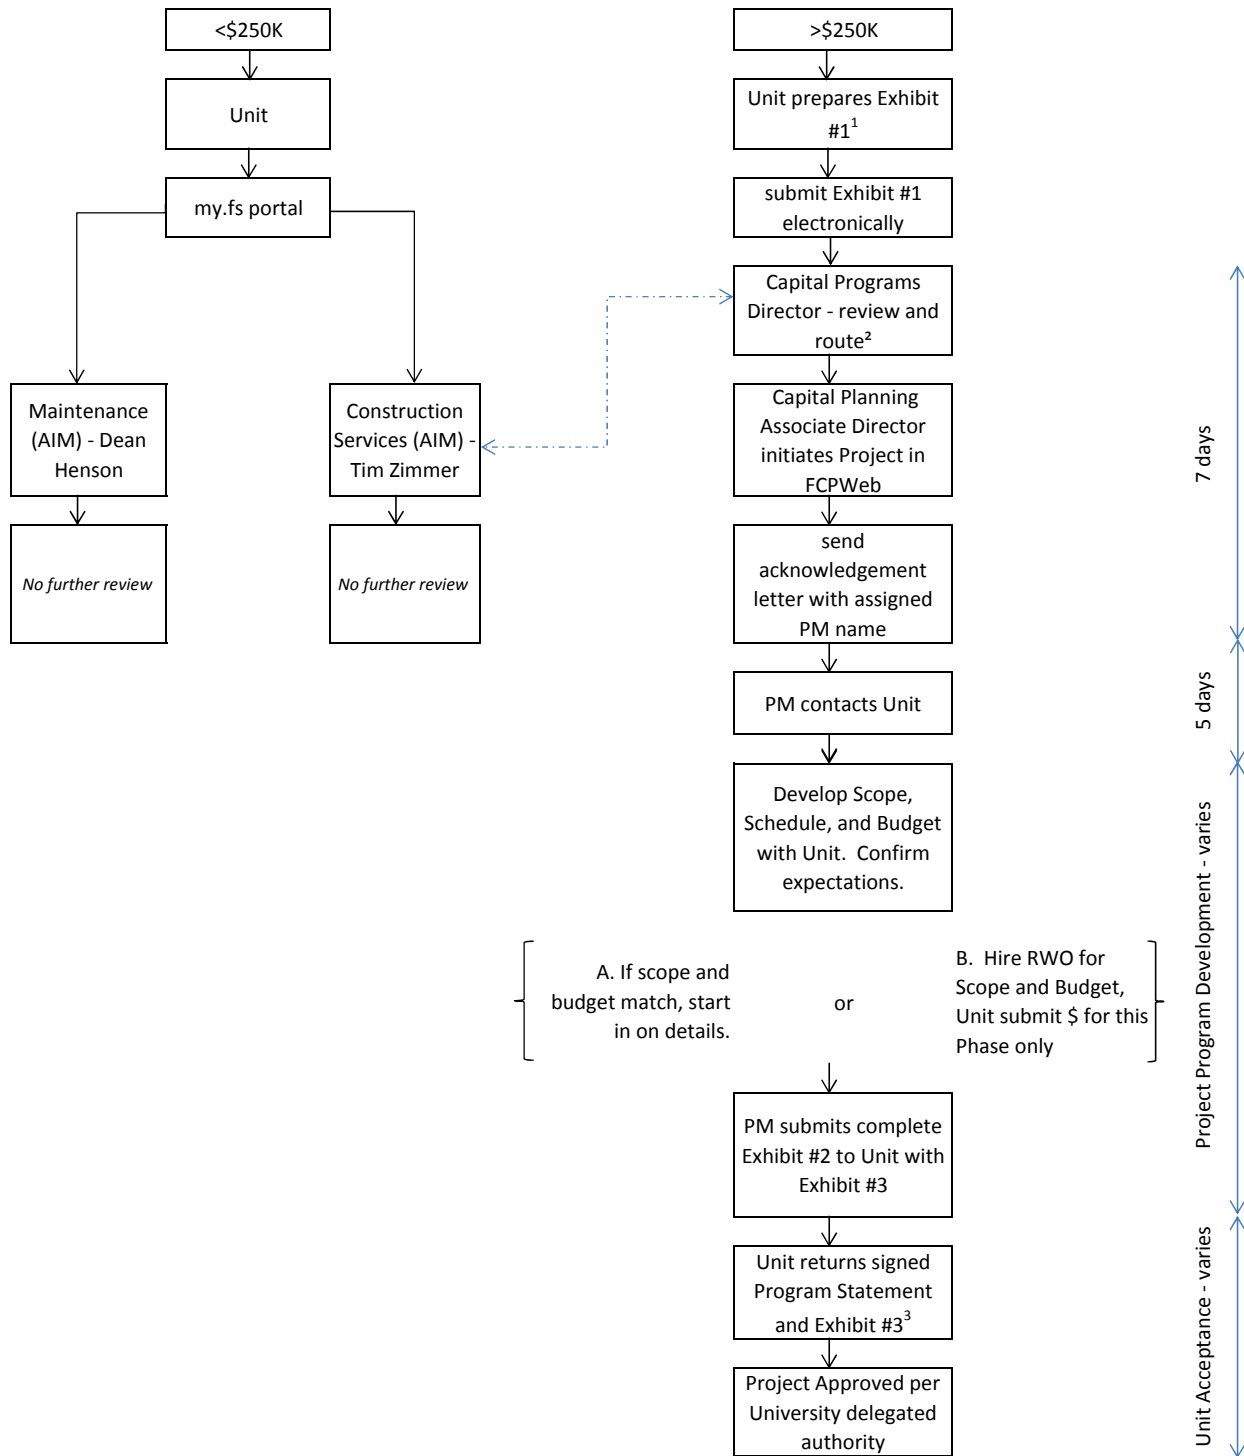 <$250K
Unit
my.fs portal
Maintenance
(AIM) - Dean
Henson
No further review
Construction
Services (AIM) -
Tim Zimmer
No further review
>$250K
Unit prepares Exhibit
#1¹
submit Exhibit #1
electronically
Capital Programs
Director - review and
route²
Capital Planning
Associate Director
initiates Project in
FCPWeb
send
acknowledgement
letter with assigned
PM name
PM contacts Unit
Develop Scope,
Schedule, and Budget
with Unit.  Confirm
expectations.
A. If scope and
budget match, start
in on details.
or
B.  Hire RWO for
Scope and Budget,
Unit submit $ for this
Phase only
PM submits complete
Exhibit #2 to Unit with
Exhibit #3
Unit returns signed
Program Statement
and Exhibit #3³
Project Approved per
University delegated
authority
7 days
5 days
Project Program Development - varies
Unit Acceptance - varies